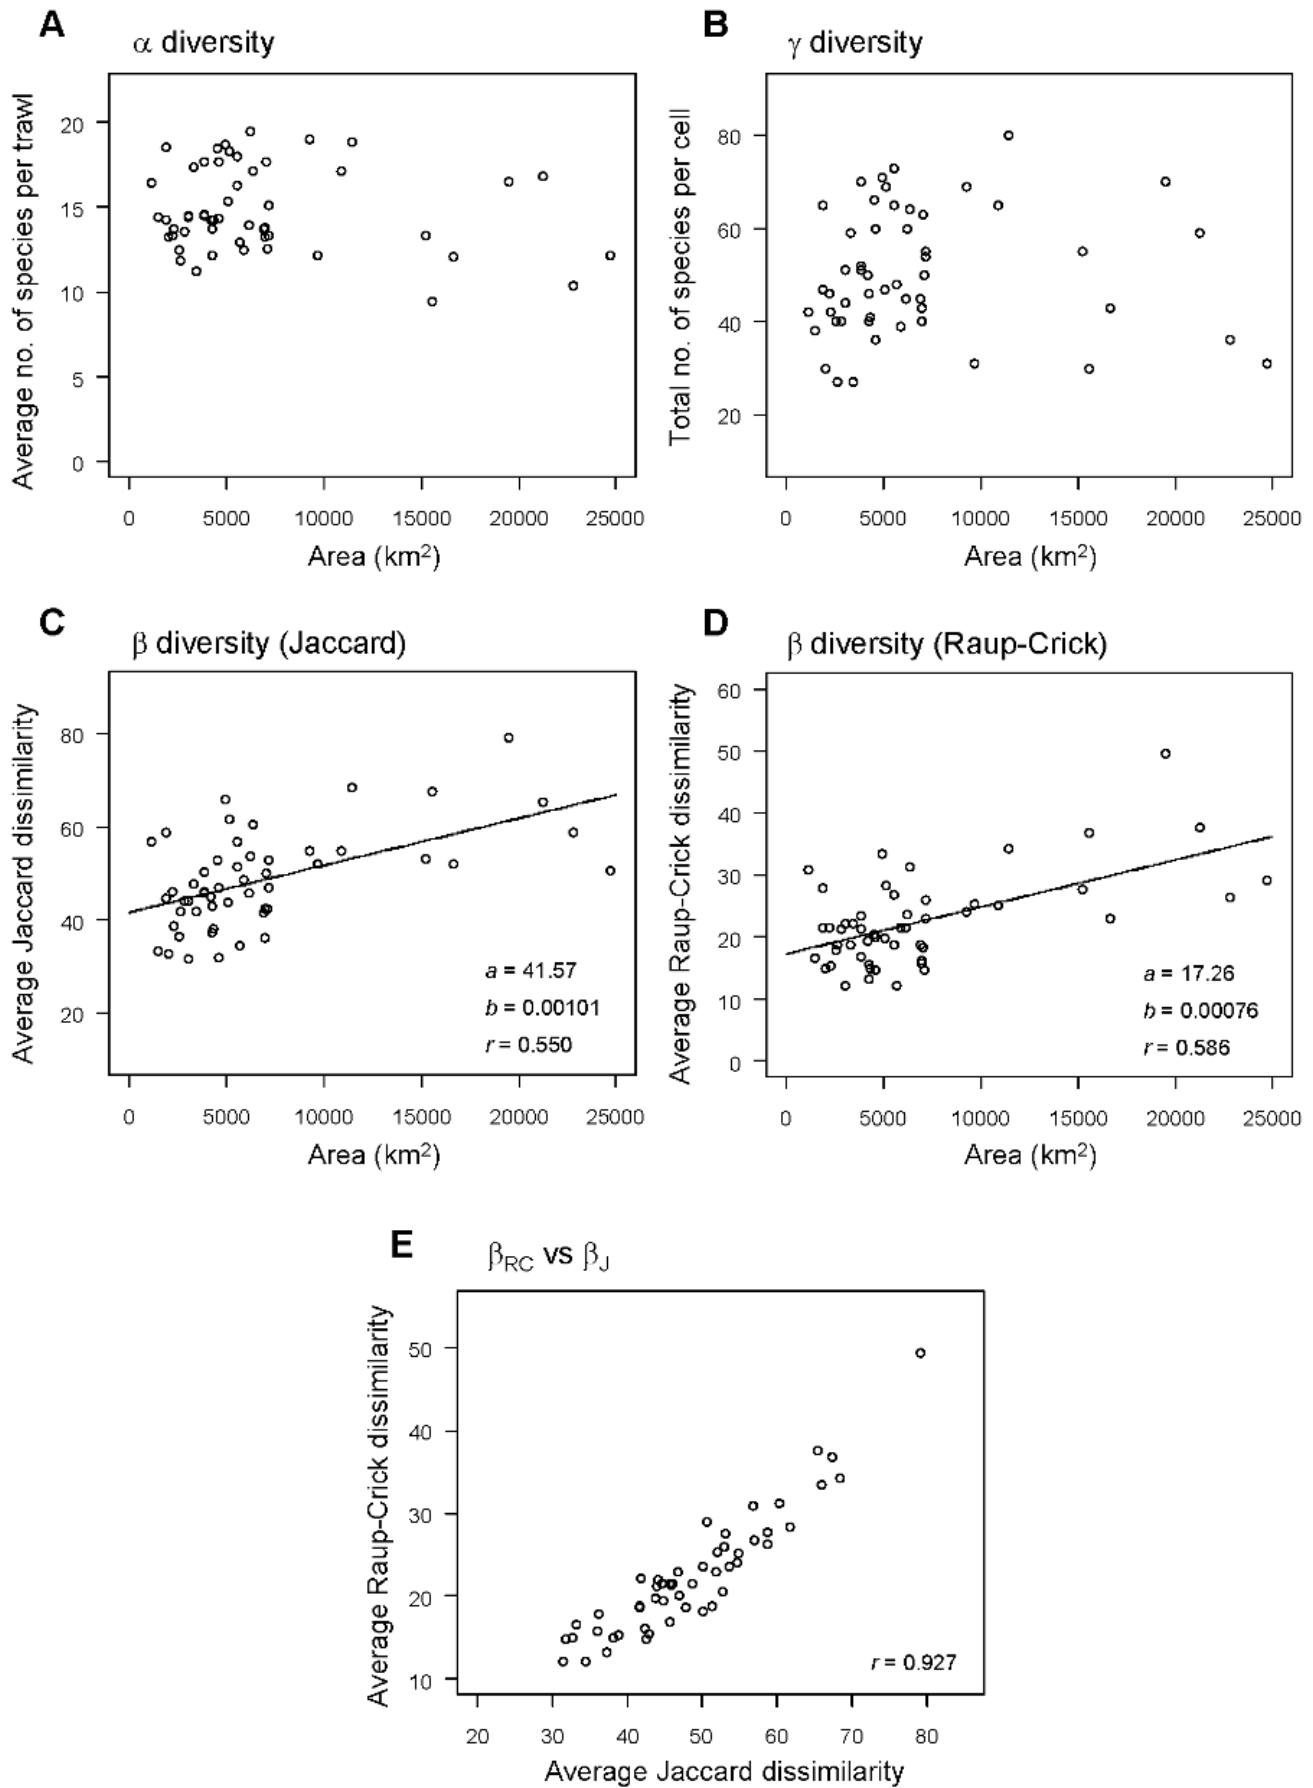 A
α diversity
Average no. of species per trawl
20
15
10
5
0
0 5000 10000 15000 20000 25000
Area (km²)
B
γ diversity
Total no. of species per cell
80
60
40
20
0 5000 10000 15000 20000 25000
Area (km²)
C
β diversity (Jaccard)
Average Jaccard dissimilarity
80
60
40
20
a = 41.57
b = 0.00101
r = 0.550
0 5000 10000 15000 20000 25000
Area (km²)
D
β diversity (Raup-Crick)
Average Raup-Crick dissimilarity
60
50
40
30
20
10
0
a = 17.26
b = 0.00076
r = 0.586
0 5000 10000 15000 20000 25000
Area (km²)
E
βRC vs βJ
Average Raup-Crick dissimilarity
50
40
30
20
10
r = 0.927
20 30 40 50 60 70 80
Average Jaccard dissimilarity